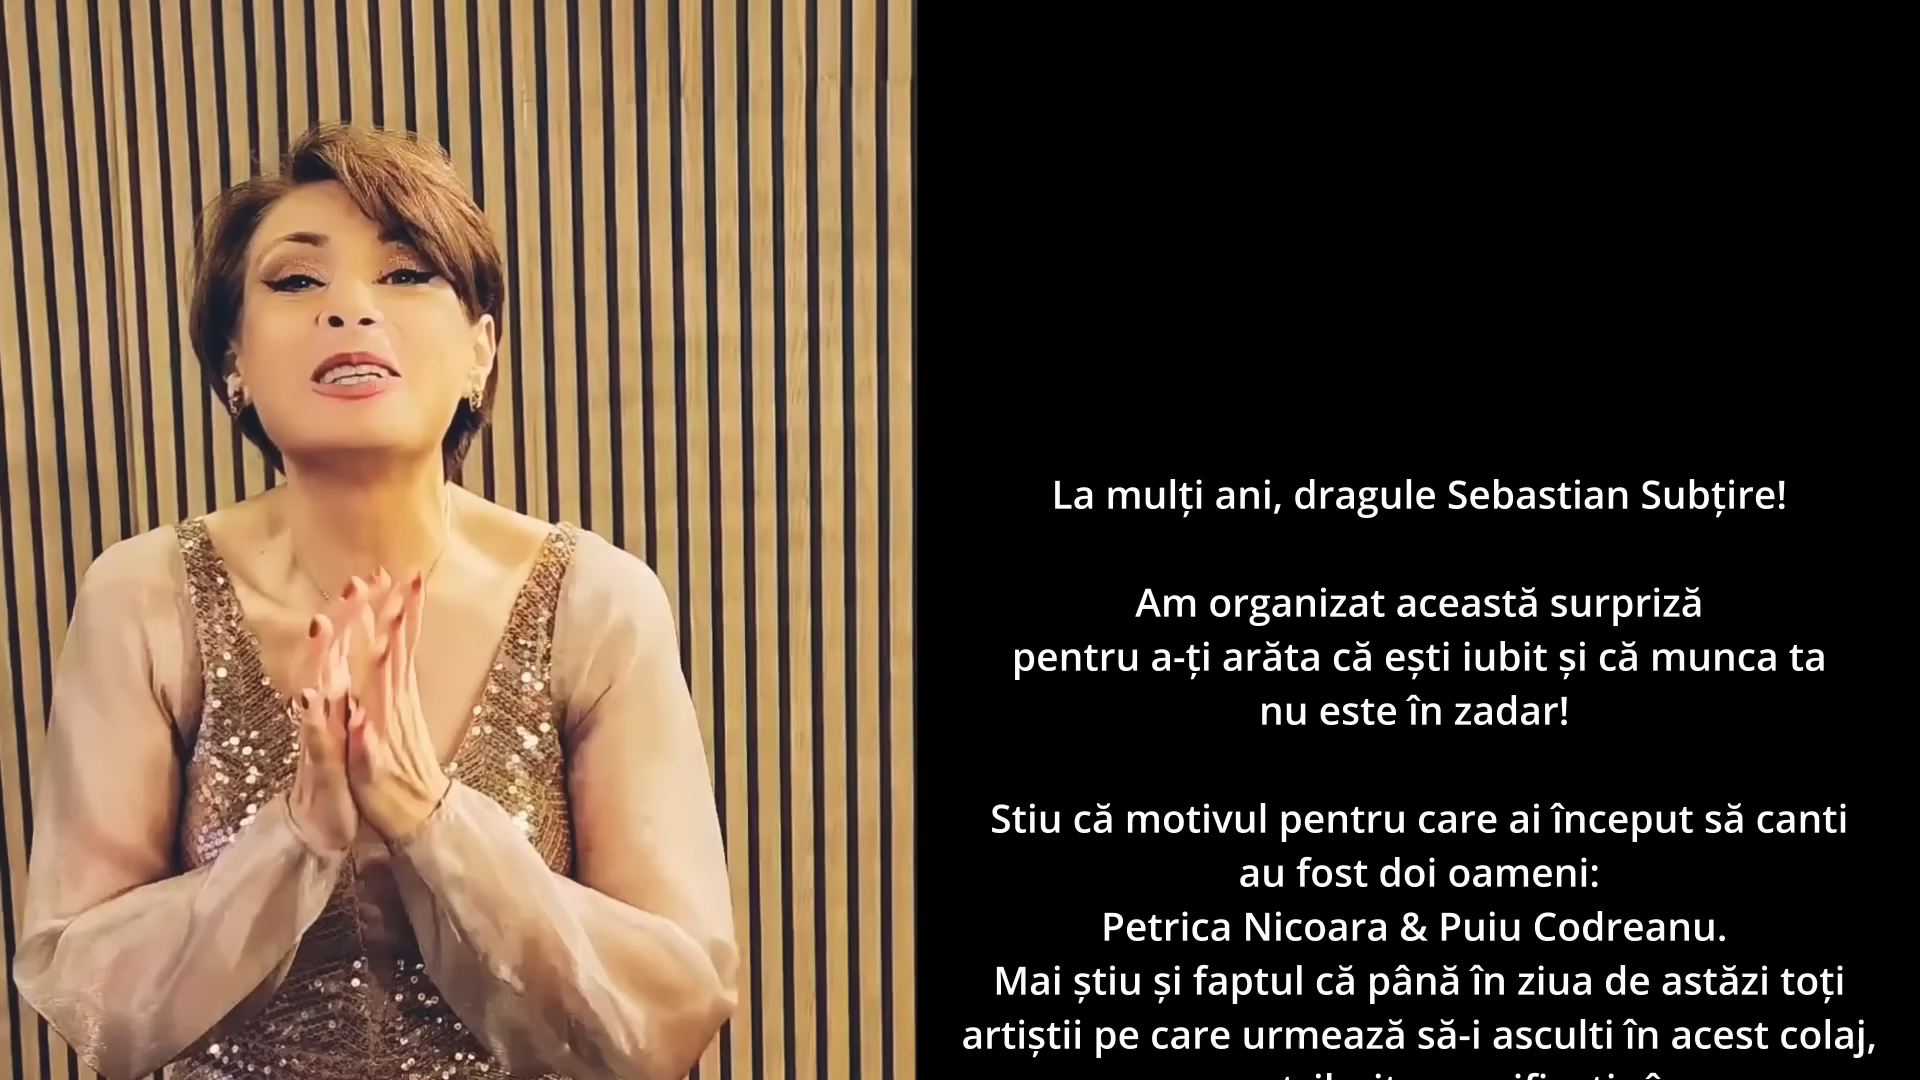 La mulți ani, dragule Sebastian Subțire!
Am organizat această surpriză
pentru a-ți arăta că ești iubit și că munca ta
nu este în zadar!
Stiu că motivul pentru care ai început să canti
au fost doi oameni:
Petrica Nicoara & Puiu Codreanu.
Mai știu și faptul că până în ziua de astăzi toți
artiștii pe care urmează să-i asculti în acest colaj,